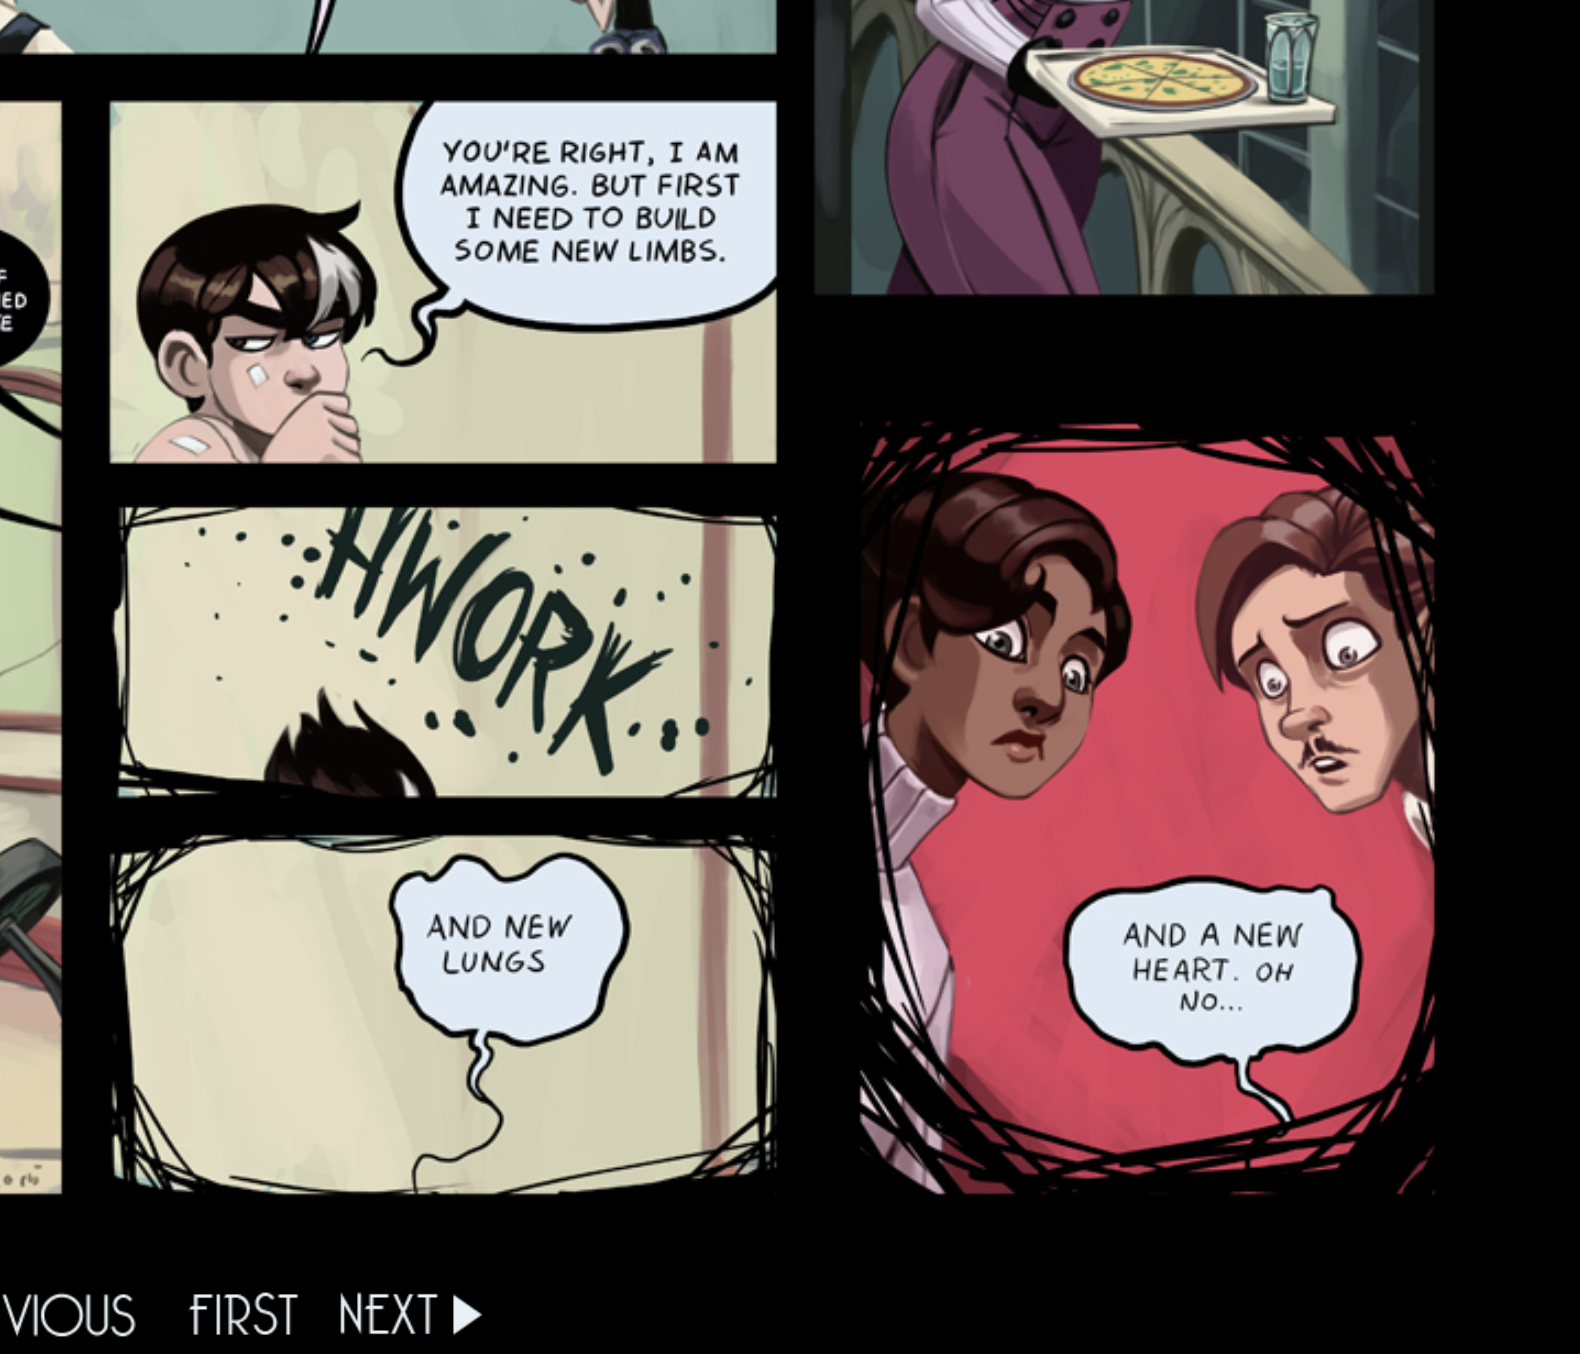 YOU'RE RIGHT, I AM
AMAZING. BUT FIRST
I NEED TO BUILD
SOME NEW LIMBS.
HWORK
AND NEW
LUNGS
AND A NEW
HEART. OH
NO...
VIOUS FIRST NEXT